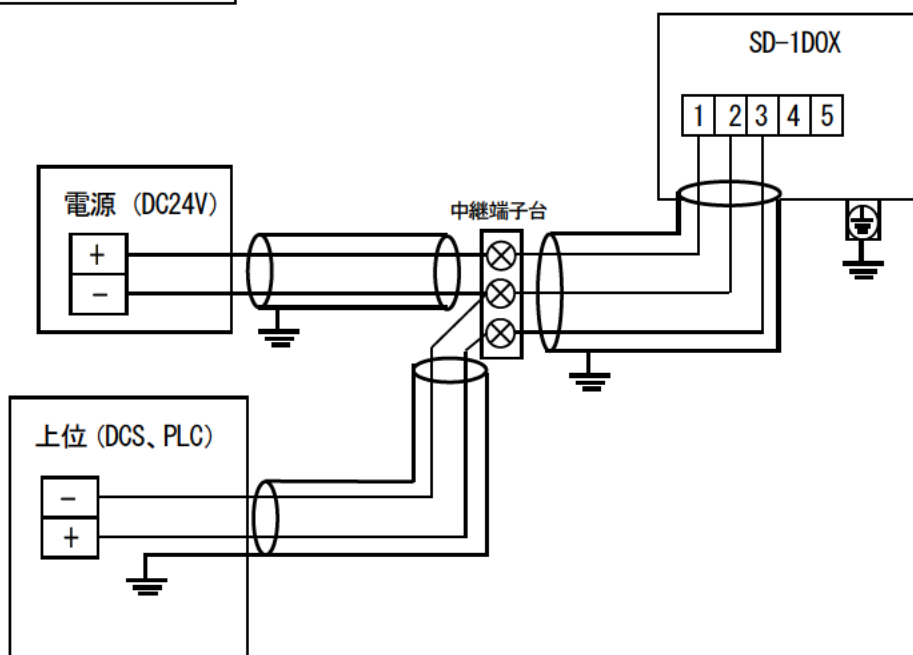 SD-1DOX
1 2 3 4 5
電源 (DC24V)
+
-
中継端子台
上位(DCS、PLC)
-
+